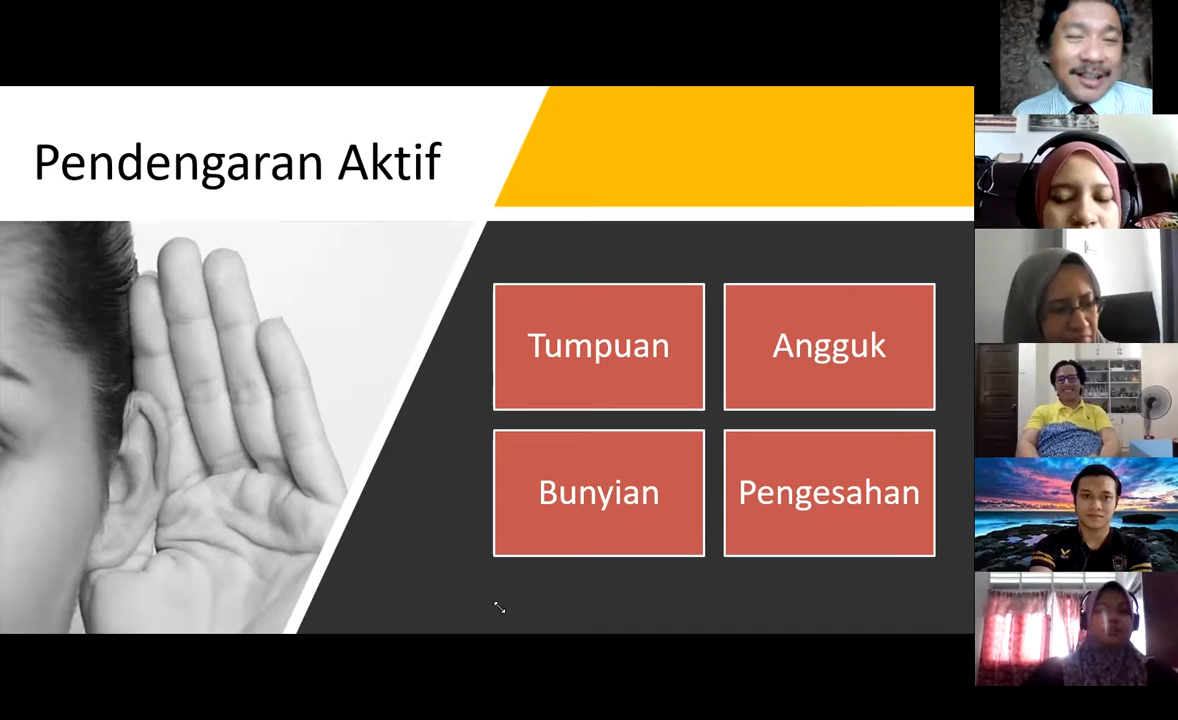 Pendengaran Aktif
Tumpuan
Angguk
Bunyian
Pengesahan